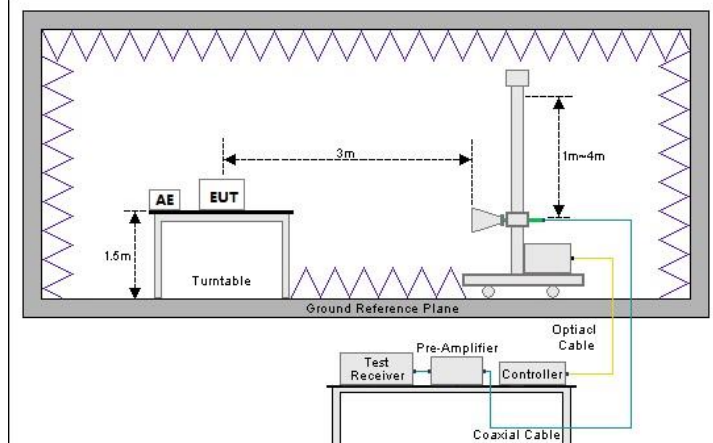 3m
1m~4m
AE
EUT
1.5m
Turntable
Ground Reference Plane
Optiacl
Cable
Pre-Amplifier
Test
Receiver
Controller
Coaxial Cable